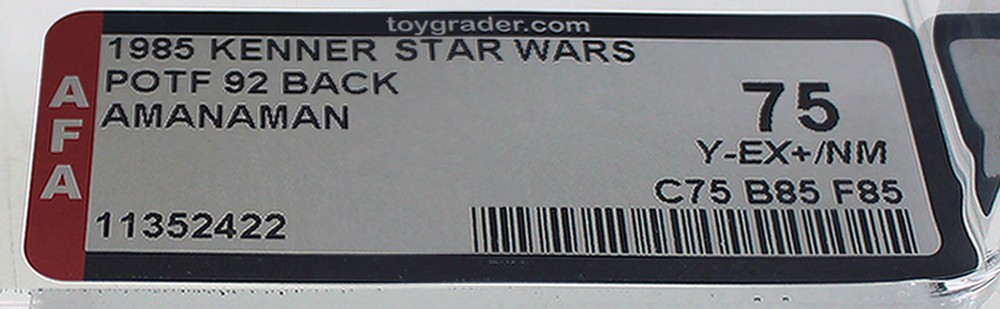 toygrader.com
AFA
1985 KENNER STAR WARS
POTF 92 BACK
AMANAMAN
75
Y-EX+/NM
C75 B85 F85
11352422